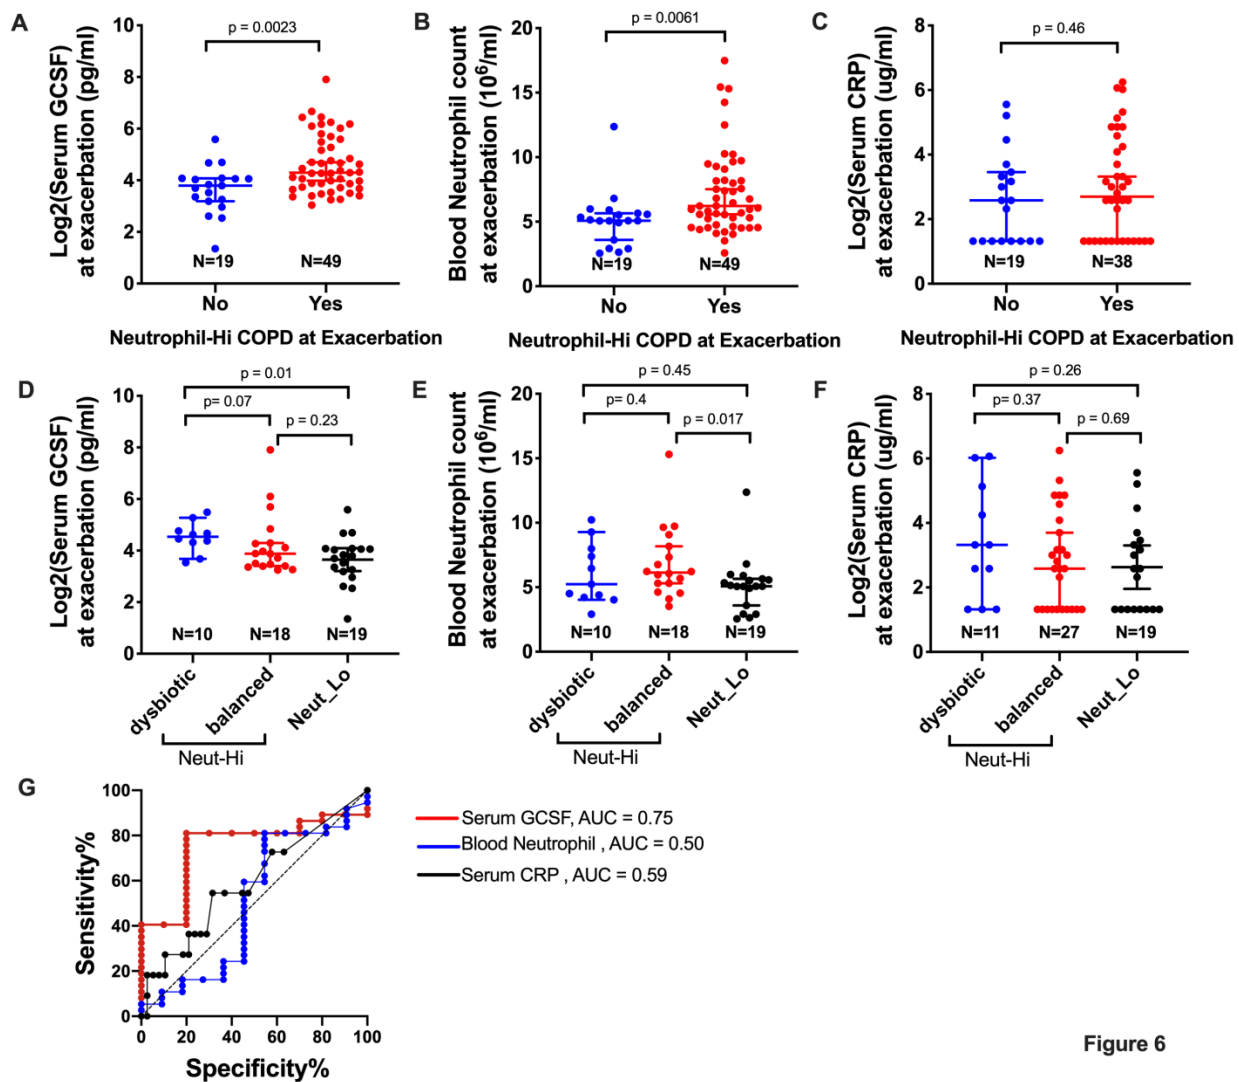 A
Log2(Serum GCSF)
at exacerbation (pg/ml)
10
8
6
4
2
0
p = 0.0023
N=19
N=49
No
Yes
Neutrophil-Hi COPD at Exacerbation
B
Blood Neutrophil count
at exacerbation (10^6/ml)
20
15
10
5
0
p = 0.0061
N=19
N=49
No
Yes
Neutrophil-Hi COPD at Exacerbation
C
Log2(Serum CRP)
at exacerbation (ug/ml)
8
6
4
2
0
p = 0.46
N=19
N=38
No
Yes
Neutrophil-Hi COPD at Exacerbation
D
Log2(Serum GCSF)
at exacerbation (pg/ml)
10
8
6
4
2
0
p = 0.01
p= 0.07
p = 0.23
N=10
N=18
N=19
dysbiotic
balanced
Neut_Lo
Neut-Hi
E
Blood Neutrophil count
at exacerbation (10^6/ml)
20
15
10
5
0
p = 0.45
p = 0.4
p = 0.017
N=10
N=18
N=19
dysbiotic
balanced
Neut_Lo
Neut-Hi
F
Log2(Serum CRP)
at exacerbation (ug/ml)
8
6
4
2
0
p = 0.26
p = 0.37
p = 0.69
N=11
N=27
N=19
dysbiotic
balanced
Neut_Lo
Neut-Hi
G
Sensitivity%
100
80
60
40
20
0
0 20 40 60 80 100
Specificity%
Serum GCSF, AUC = 0.75
Blood Neutrophil , AUC = 0.50
Serum CRP , AUC = 0.59
Figure 6